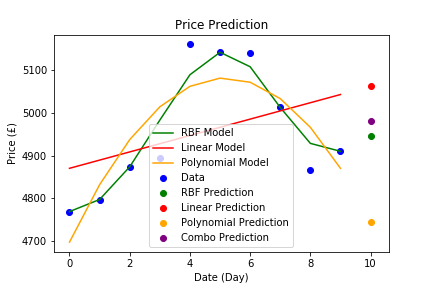 Price Prediction
Price (£)
5100
5000
4900
4800
4700
RBF Model
Linear Model
Polynomial Model
Data
RBF Prediction
Linear Prediction
Polynomial Prediction
Combo Prediction
0 2 4 6 8 10
Date (Day)